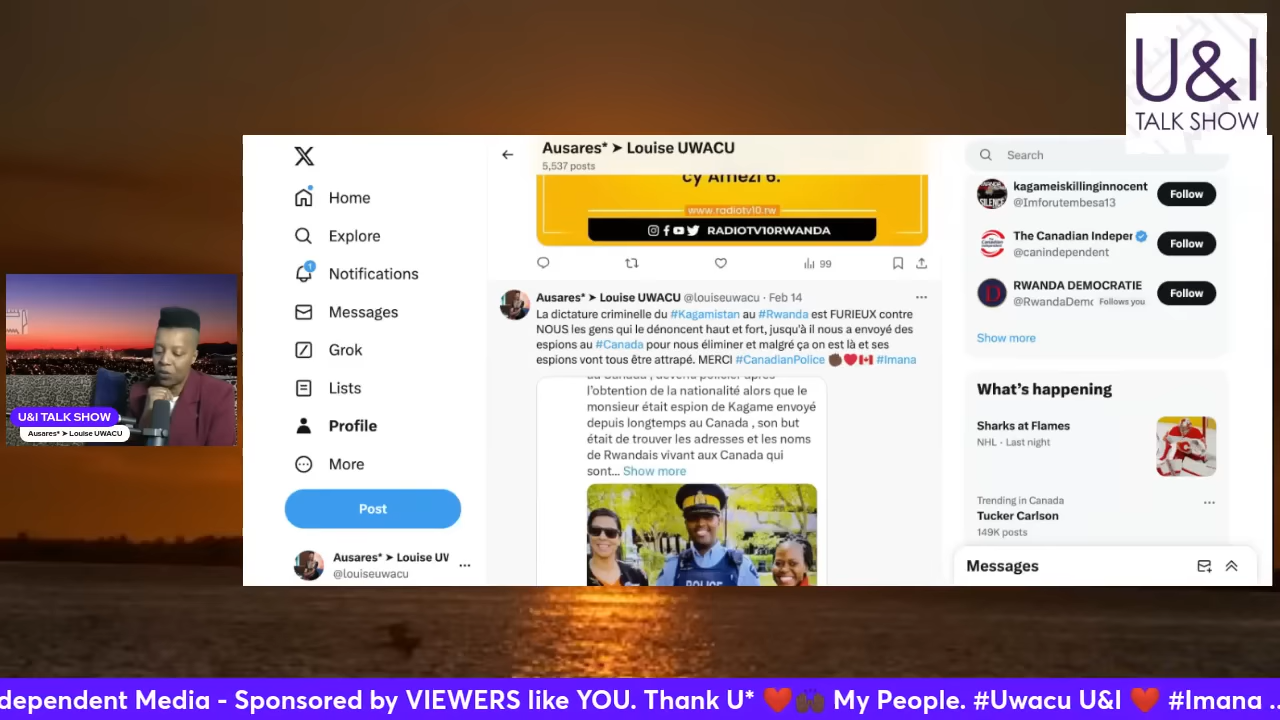 U&I
TALK SHOW
Home
Explore
1
Notifications
Messages
Grok
Lists
Profile
More
Post
Ausares* ➤ Louise UW
@louiseuwacu
Ausares* ➤ Louise UWACU
5,537 posts
cy Amezi 6.
www.radiotv10.rw
RADIOTV10RWANDA
99
Ausares* ➤ Louise UWACU @louiseuwacu · Feb 14
La dictature criminelle du #Kagamistan au #Rwanda est FURIEUX contre
NOUS les gens qui le dénoncent haut et fort, jusqu'à il nous a envoyé des
espions au #Canada pour nous éliminer et malgré ça on est là et ses
espions vont tous être attrapé. MERCI #CanadianPolice ✊🏿❤️🇨🇦 #Imana
au Canada , devenu policier après
l'obtention de la nationalité alors que le
monsieur était espion de Kagame envoyé
depuis longtemps au Canada , son but
était de trouver les adresses et les noms
de Rwandais vivant aux Canada qui
sont... Show more
POLICE
Search
kagameiskillinginnocent
@Imforutembesa13
Follow
The Canadian Indeper
@canindependent
Follow
RWANDA DEMOCRATIE
@RwandaDemo Follows you
Follow
Show more
What's happening
Sharks at Flames
NHL · Last night
Trending in Canada
Tucker Carlson
149K posts
Messages
U&I TALK SHOW
Ausares* ➤ Louise UWACU
dependent Media - Sponsored by VIEWERS like YOU. Thank U* ❤️🙌🏿 My People. #Uwacu U&I ❤️ #Imana ..